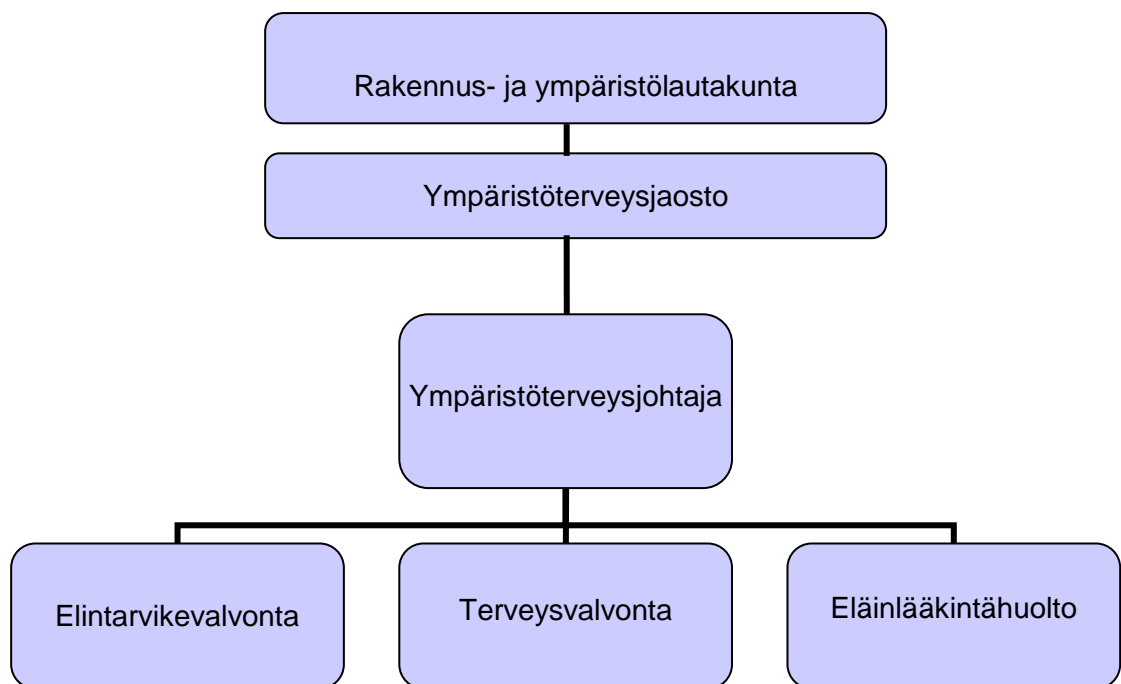 Rakennus- ja ympäristölautakunta
Ympäristöterveysjaosto
Ympäristöterveysjohtaja
Elintarvikevalvonta
Terveysvalvonta
Eläinlääkintähuolto